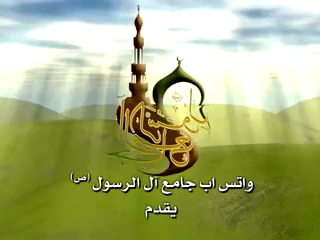 واتس اب جامع آل الرسول (ص)
يقدم